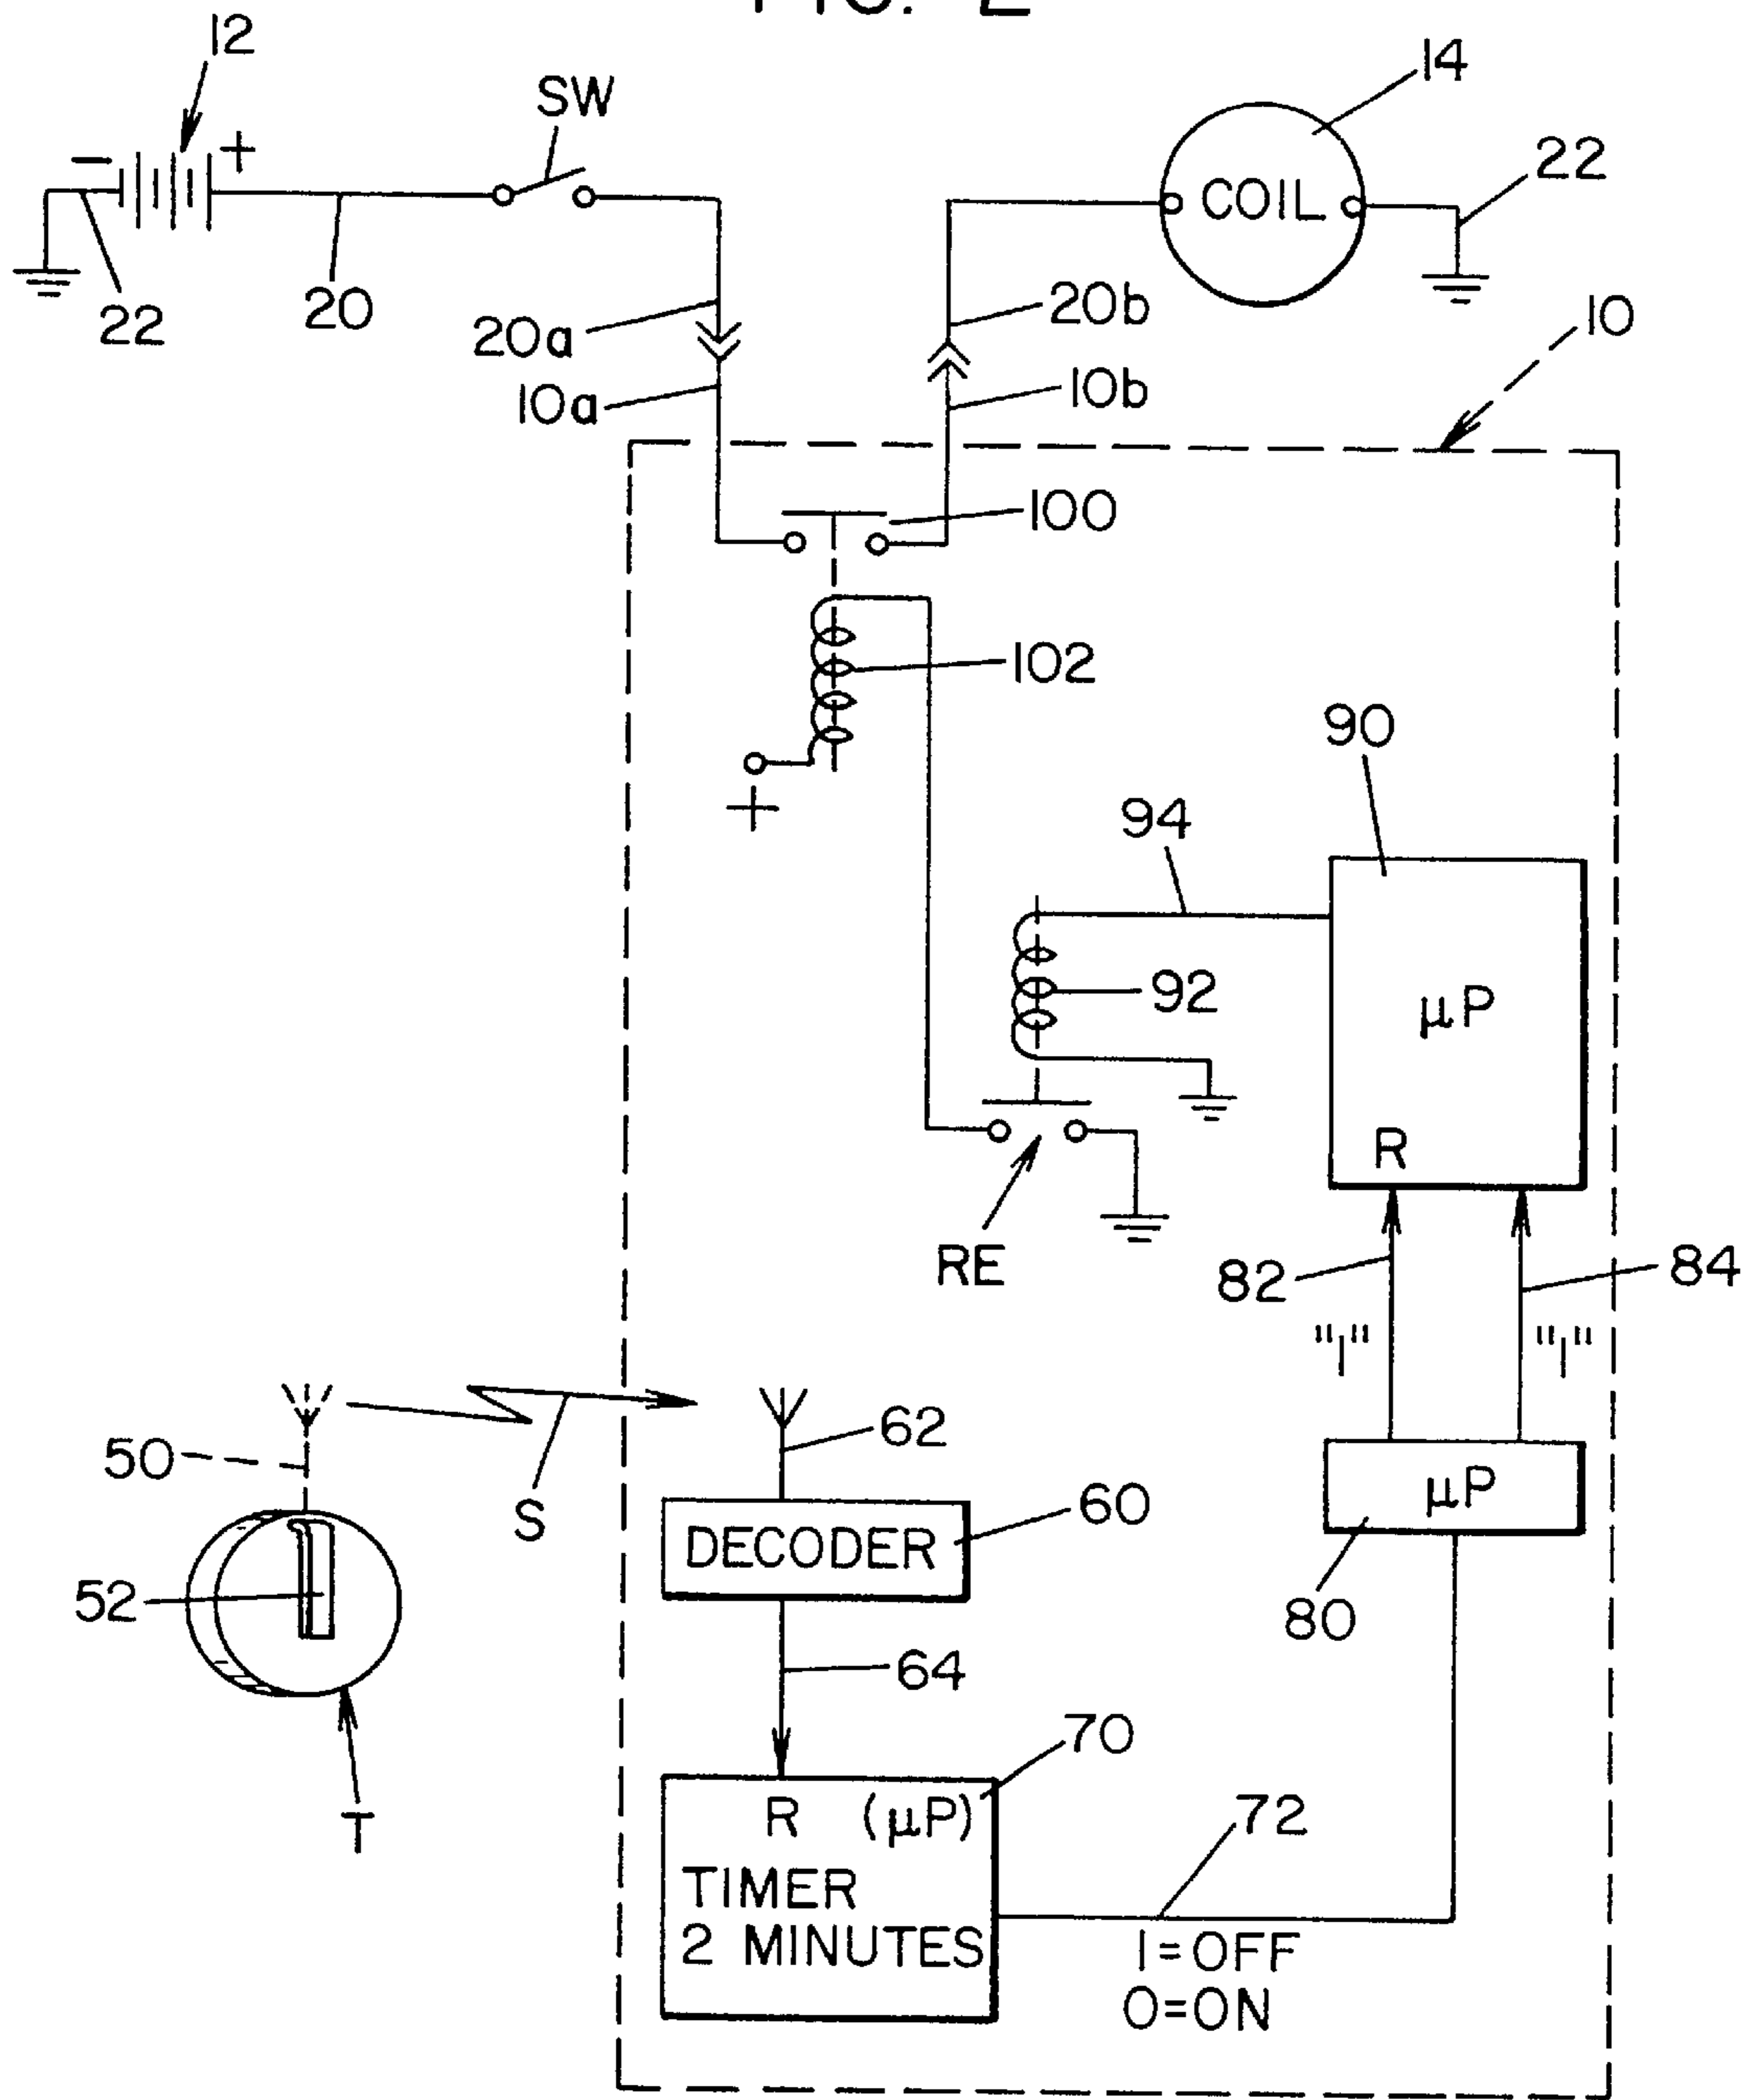 FIG. 2
12
SW
14
COIL
22
−
+
22
20
20a
20b
10
10a
10b
100
102
+
90
94
92
µP
R
RE
82
84
"1"
"1"
62
50
S
DECODER
60
µP
52
80
64
70
T
R (µP)
TIMER
2 MINUTES
72
1=OFF
0=ON